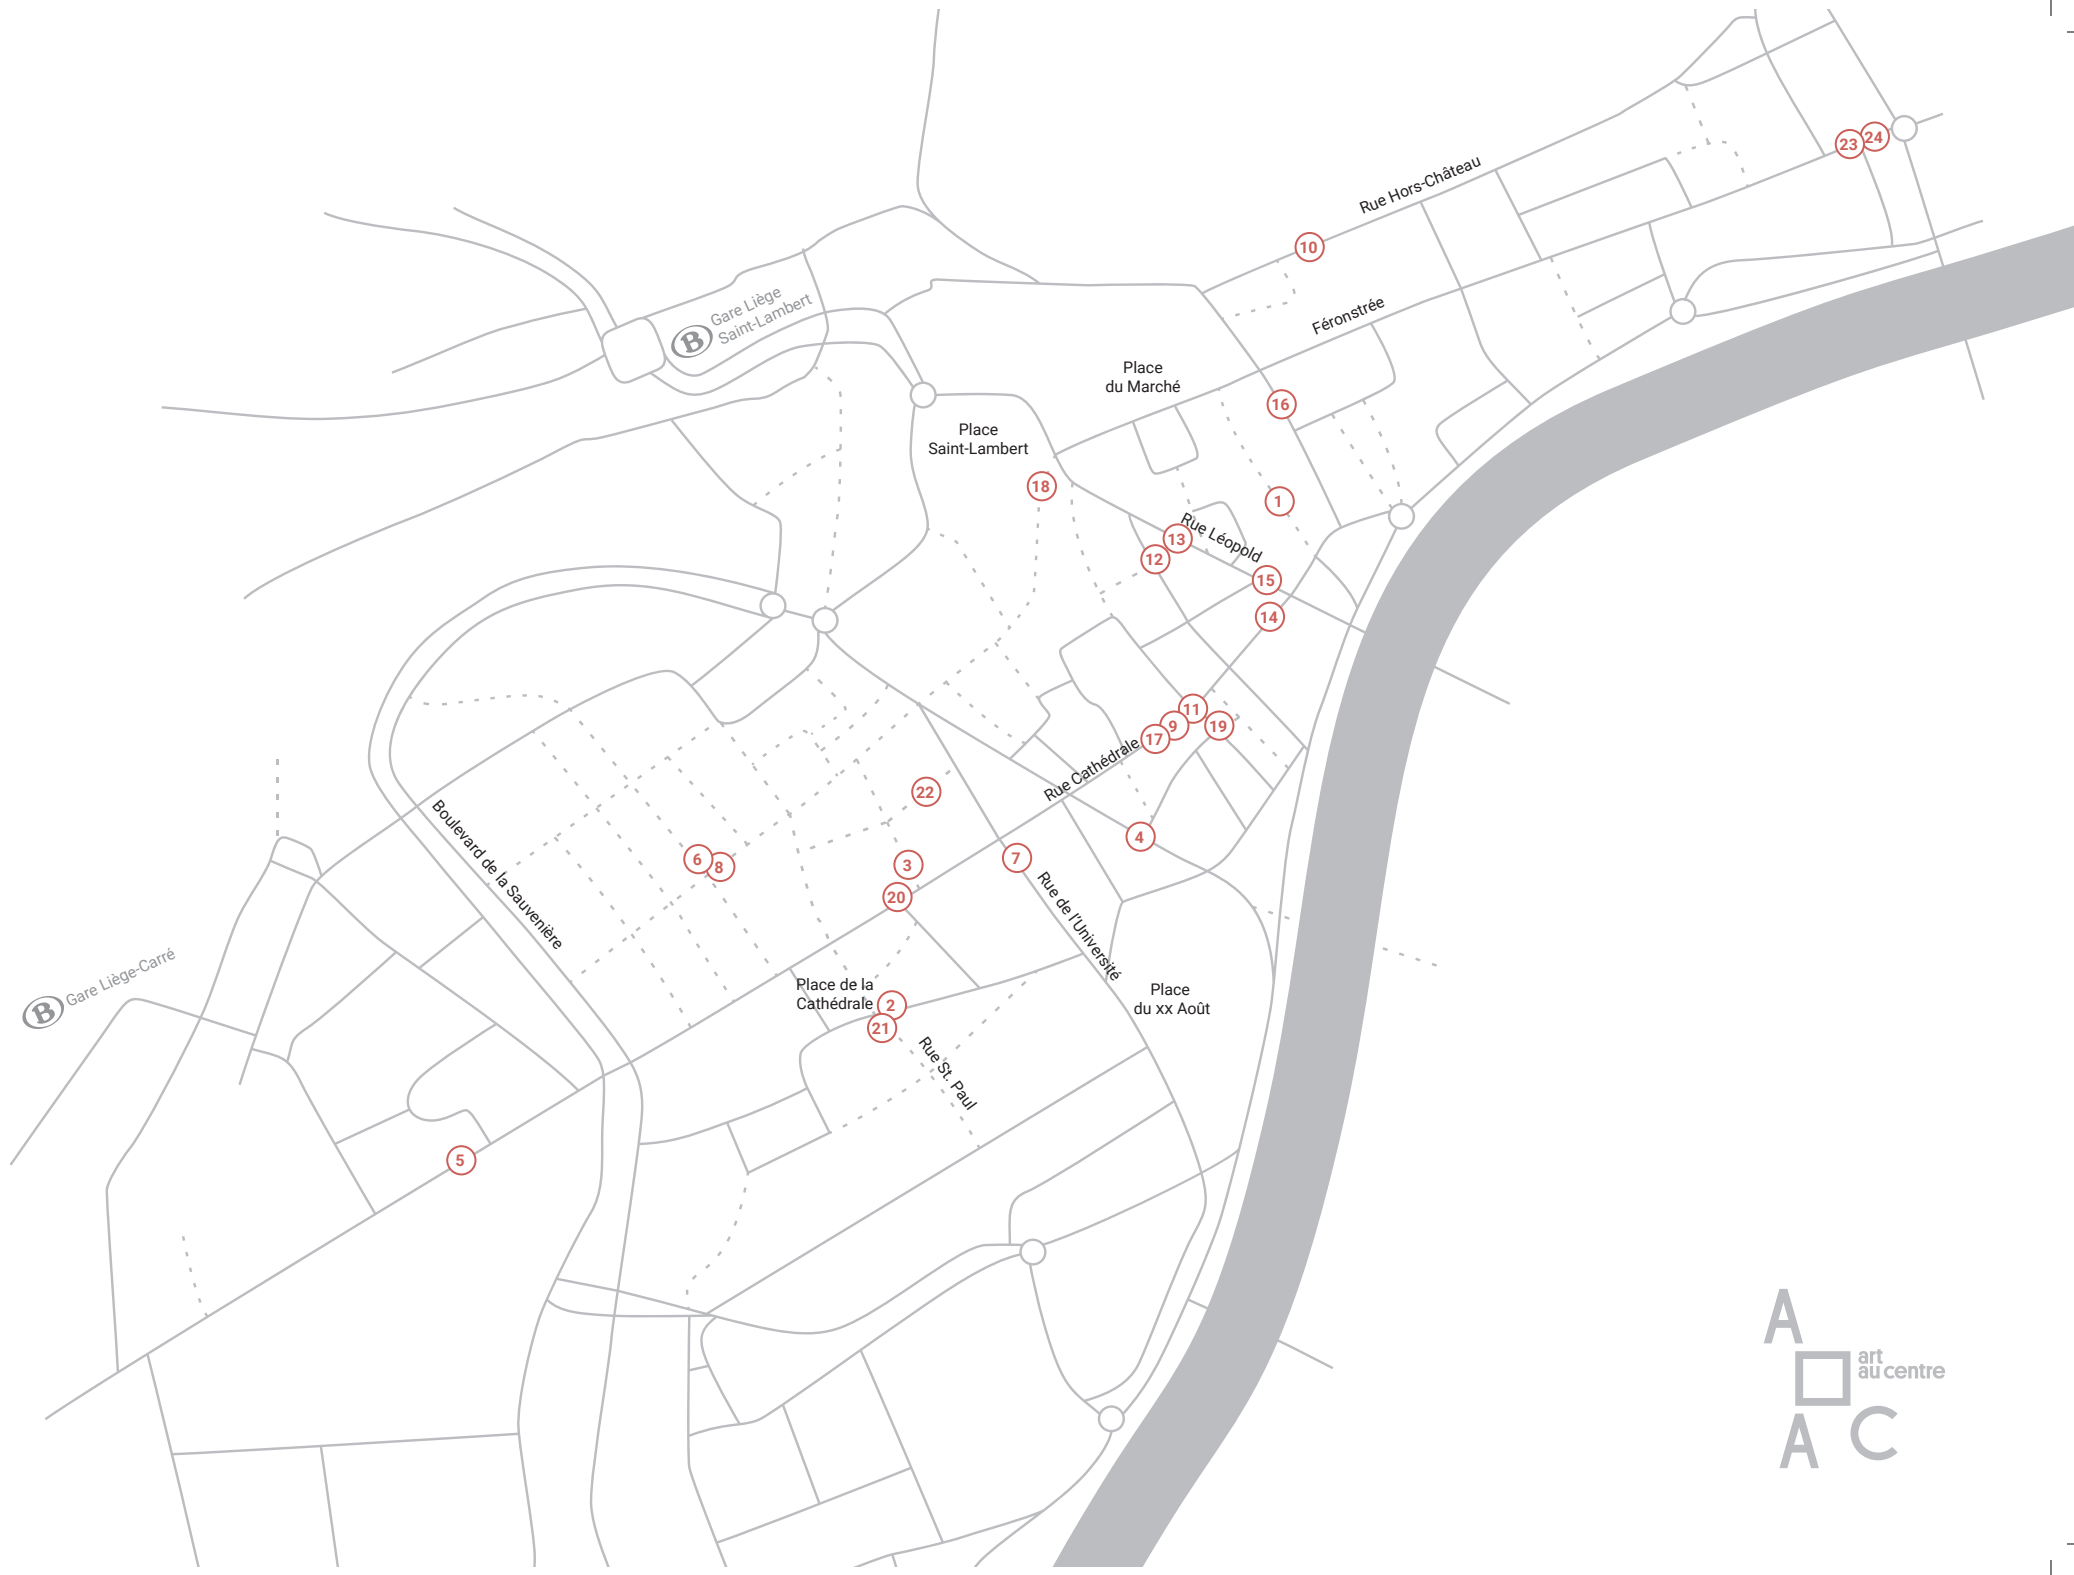 23
24
Rue Hors-Château
10
B
Gare Liège
Saint-Lambert
Féronstrée
Place
du Marché
16
Place
Saint-Lambert
18
1
Rue Léopold
13
12
15
14
11
9
19
17
Rue Cathédrale
22
4
Boulevard de la Sauvenière
6
8
3
7
20
Rue de l'Université
B
Gare Liège-Carré
Place de la
Cathédrale
2
21
Place
du xx Août
Rue St. Paul
5
A
art
au centre
A
C